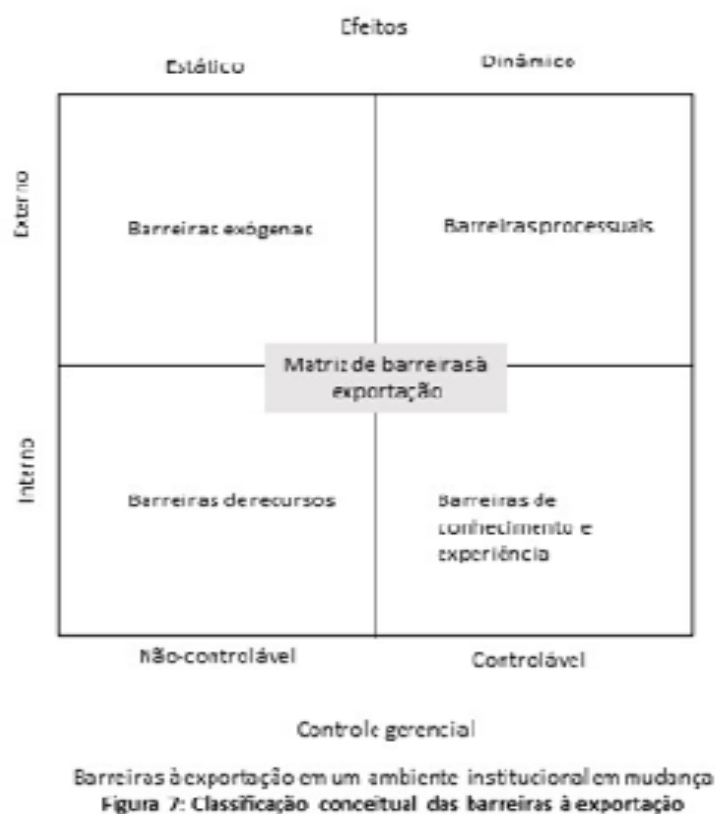 Efeitos
Estático Dinâmico
Externo
Barreiras exógenas Barreiras processuais
Matriz de barreiras à
exportação
Interno
Barreiras de recursos Barreiras de
conhecimento e
experiência
Não-controlável Controlável
Controle gerencial
Barreiras à exportação em um ambiente institucional em mudança
Figura 7: Classificação conceitual das barreiras à exportação